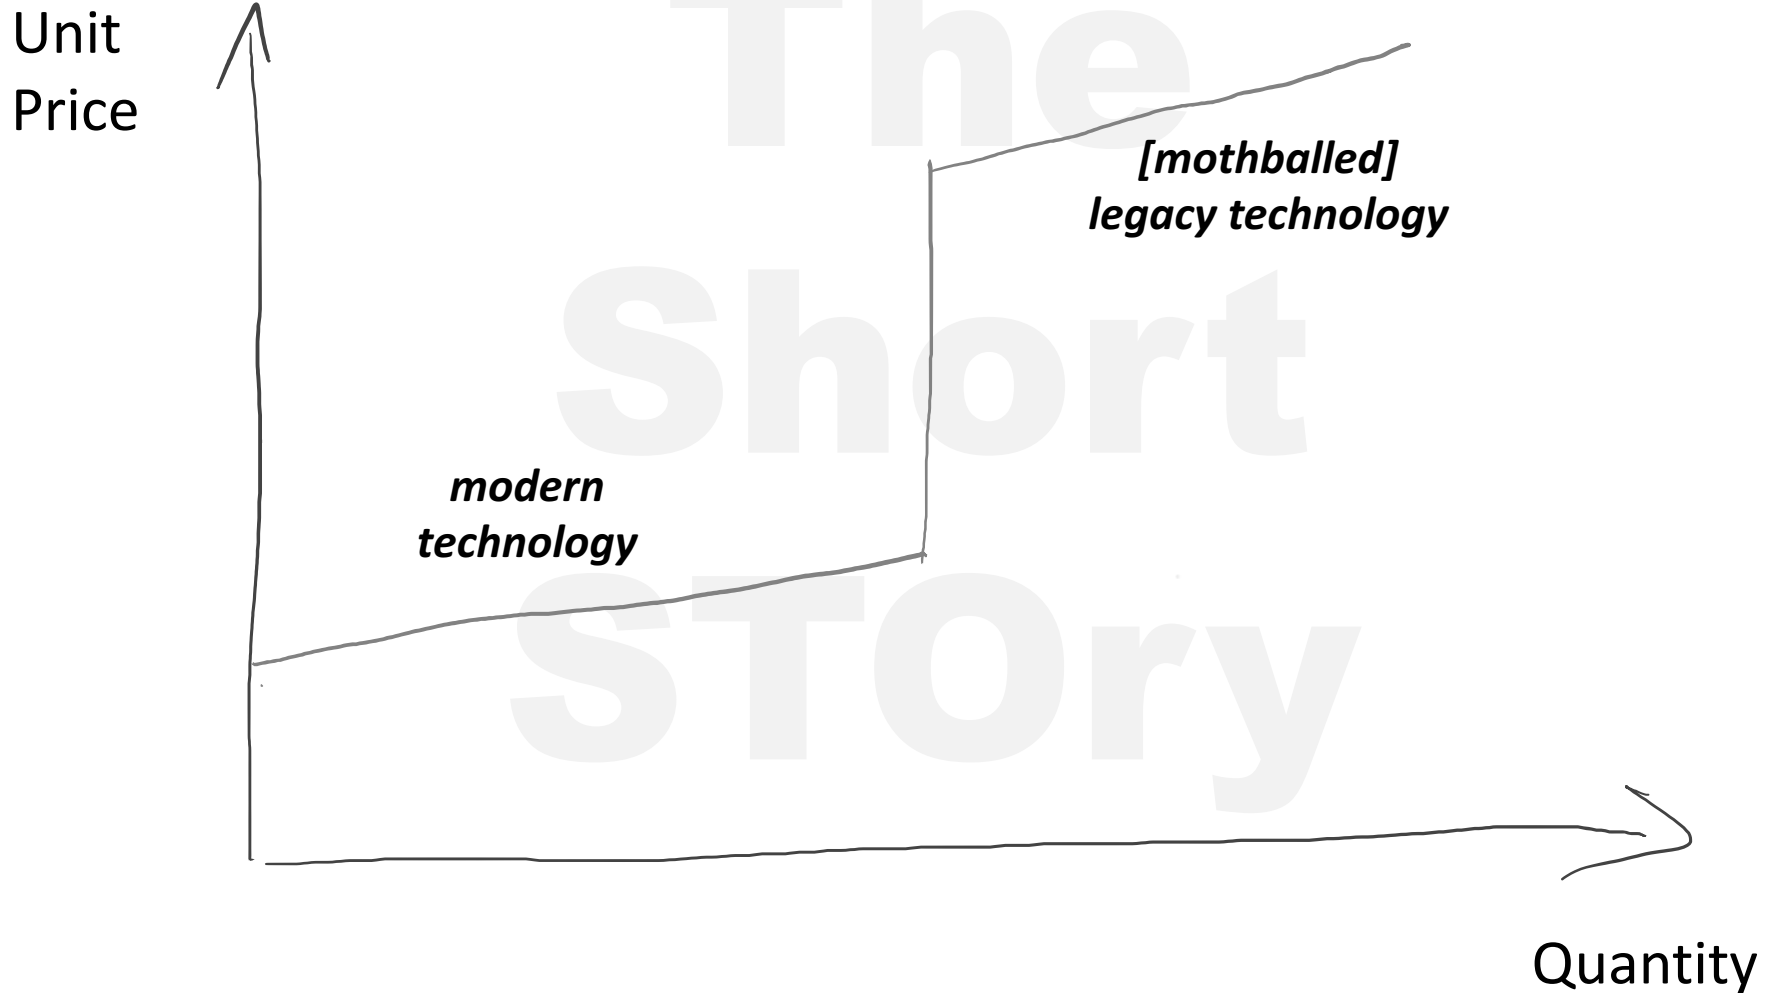 Unit
Price
The
[mothballed]
legacy technology
Short
modern
technology
STOry
Quantity